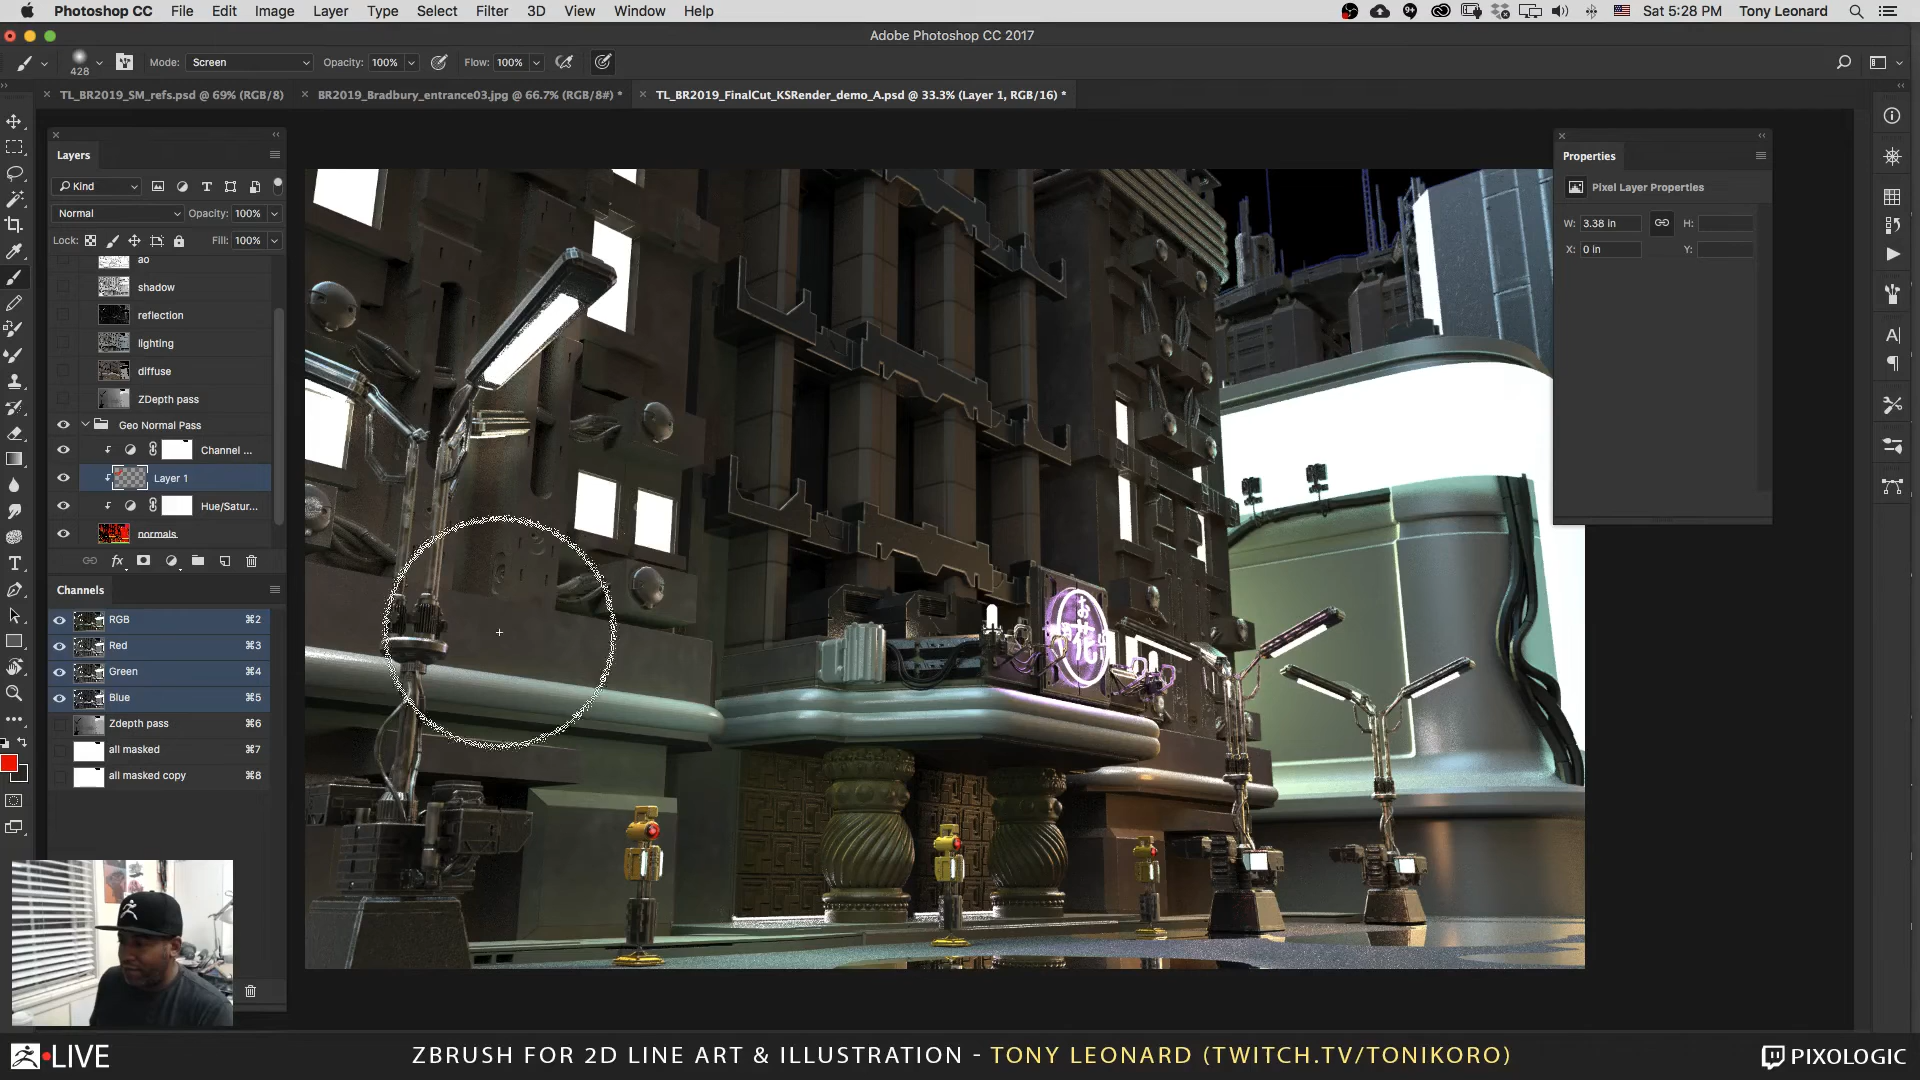 Photoshop CC File Edit Image Layer Type Select Filter 3D View Window Help
Sat 5:28 PM Tony Leonard
Adobe Photoshop CC 2017
428 Mode: Screen Opacity: 100% Flow: 100%
TL_BR2019_SM_refs.psd @ 69% (RGB/8)
BR2019_Bradbury_entrance03.jpg @ 66.7% (RGB/8#) *
TL_BR2019_FinalCut_KSRender_demo_A.psd @ 33.3% (Layer 1, RGB/16) *
Layers
Kind
Normal Opacity: 100%
Lock: Fill: 100%
ao
shadow
reflection
lighting
diffuse
ZDepth pass
Geo Normal Pass
Channel ...
Layer 1
Hue/Satur...
normals
fx
Channels
RGB ⌘2
Red ⌘3
Green ⌘4
Blue ⌘5
Zdepth pass ⌘6
all masked ⌘7
all masked copy ⌘8
Properties
Pixel Layer Properties
W: 3.38 in H:
X: 0 in Y:
お花
LIVE
ZBRUSH FOR 2D LINE ART & ILLUSTRATION - TONY LEONARD (TWITCH.TV/TONIKORO)
PIXOLOGIC